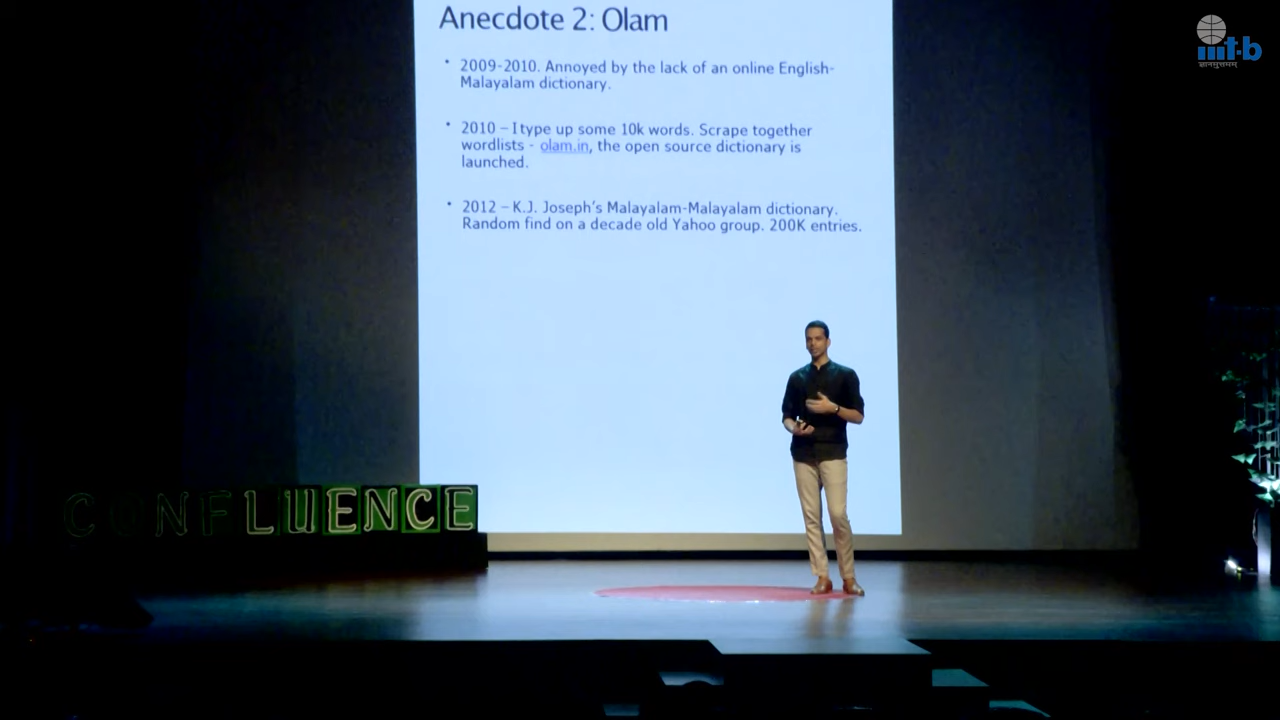 Anecdote 2: Olam
• 2009-2010. Annoyed by the lack of an online English-
Malayalam dictionary.
• 2010 – I type up some 10k words. Scrape together
wordlists - olam.in, the open source dictionary is
launched.
• 2012 – K.J. Joseph's Malayalam-Malayalam dictionary.
Random find on a decade old Yahoo group. 200K entries.
CONFLUENCE
iiit-b
ज्ञानमुत्तमम्